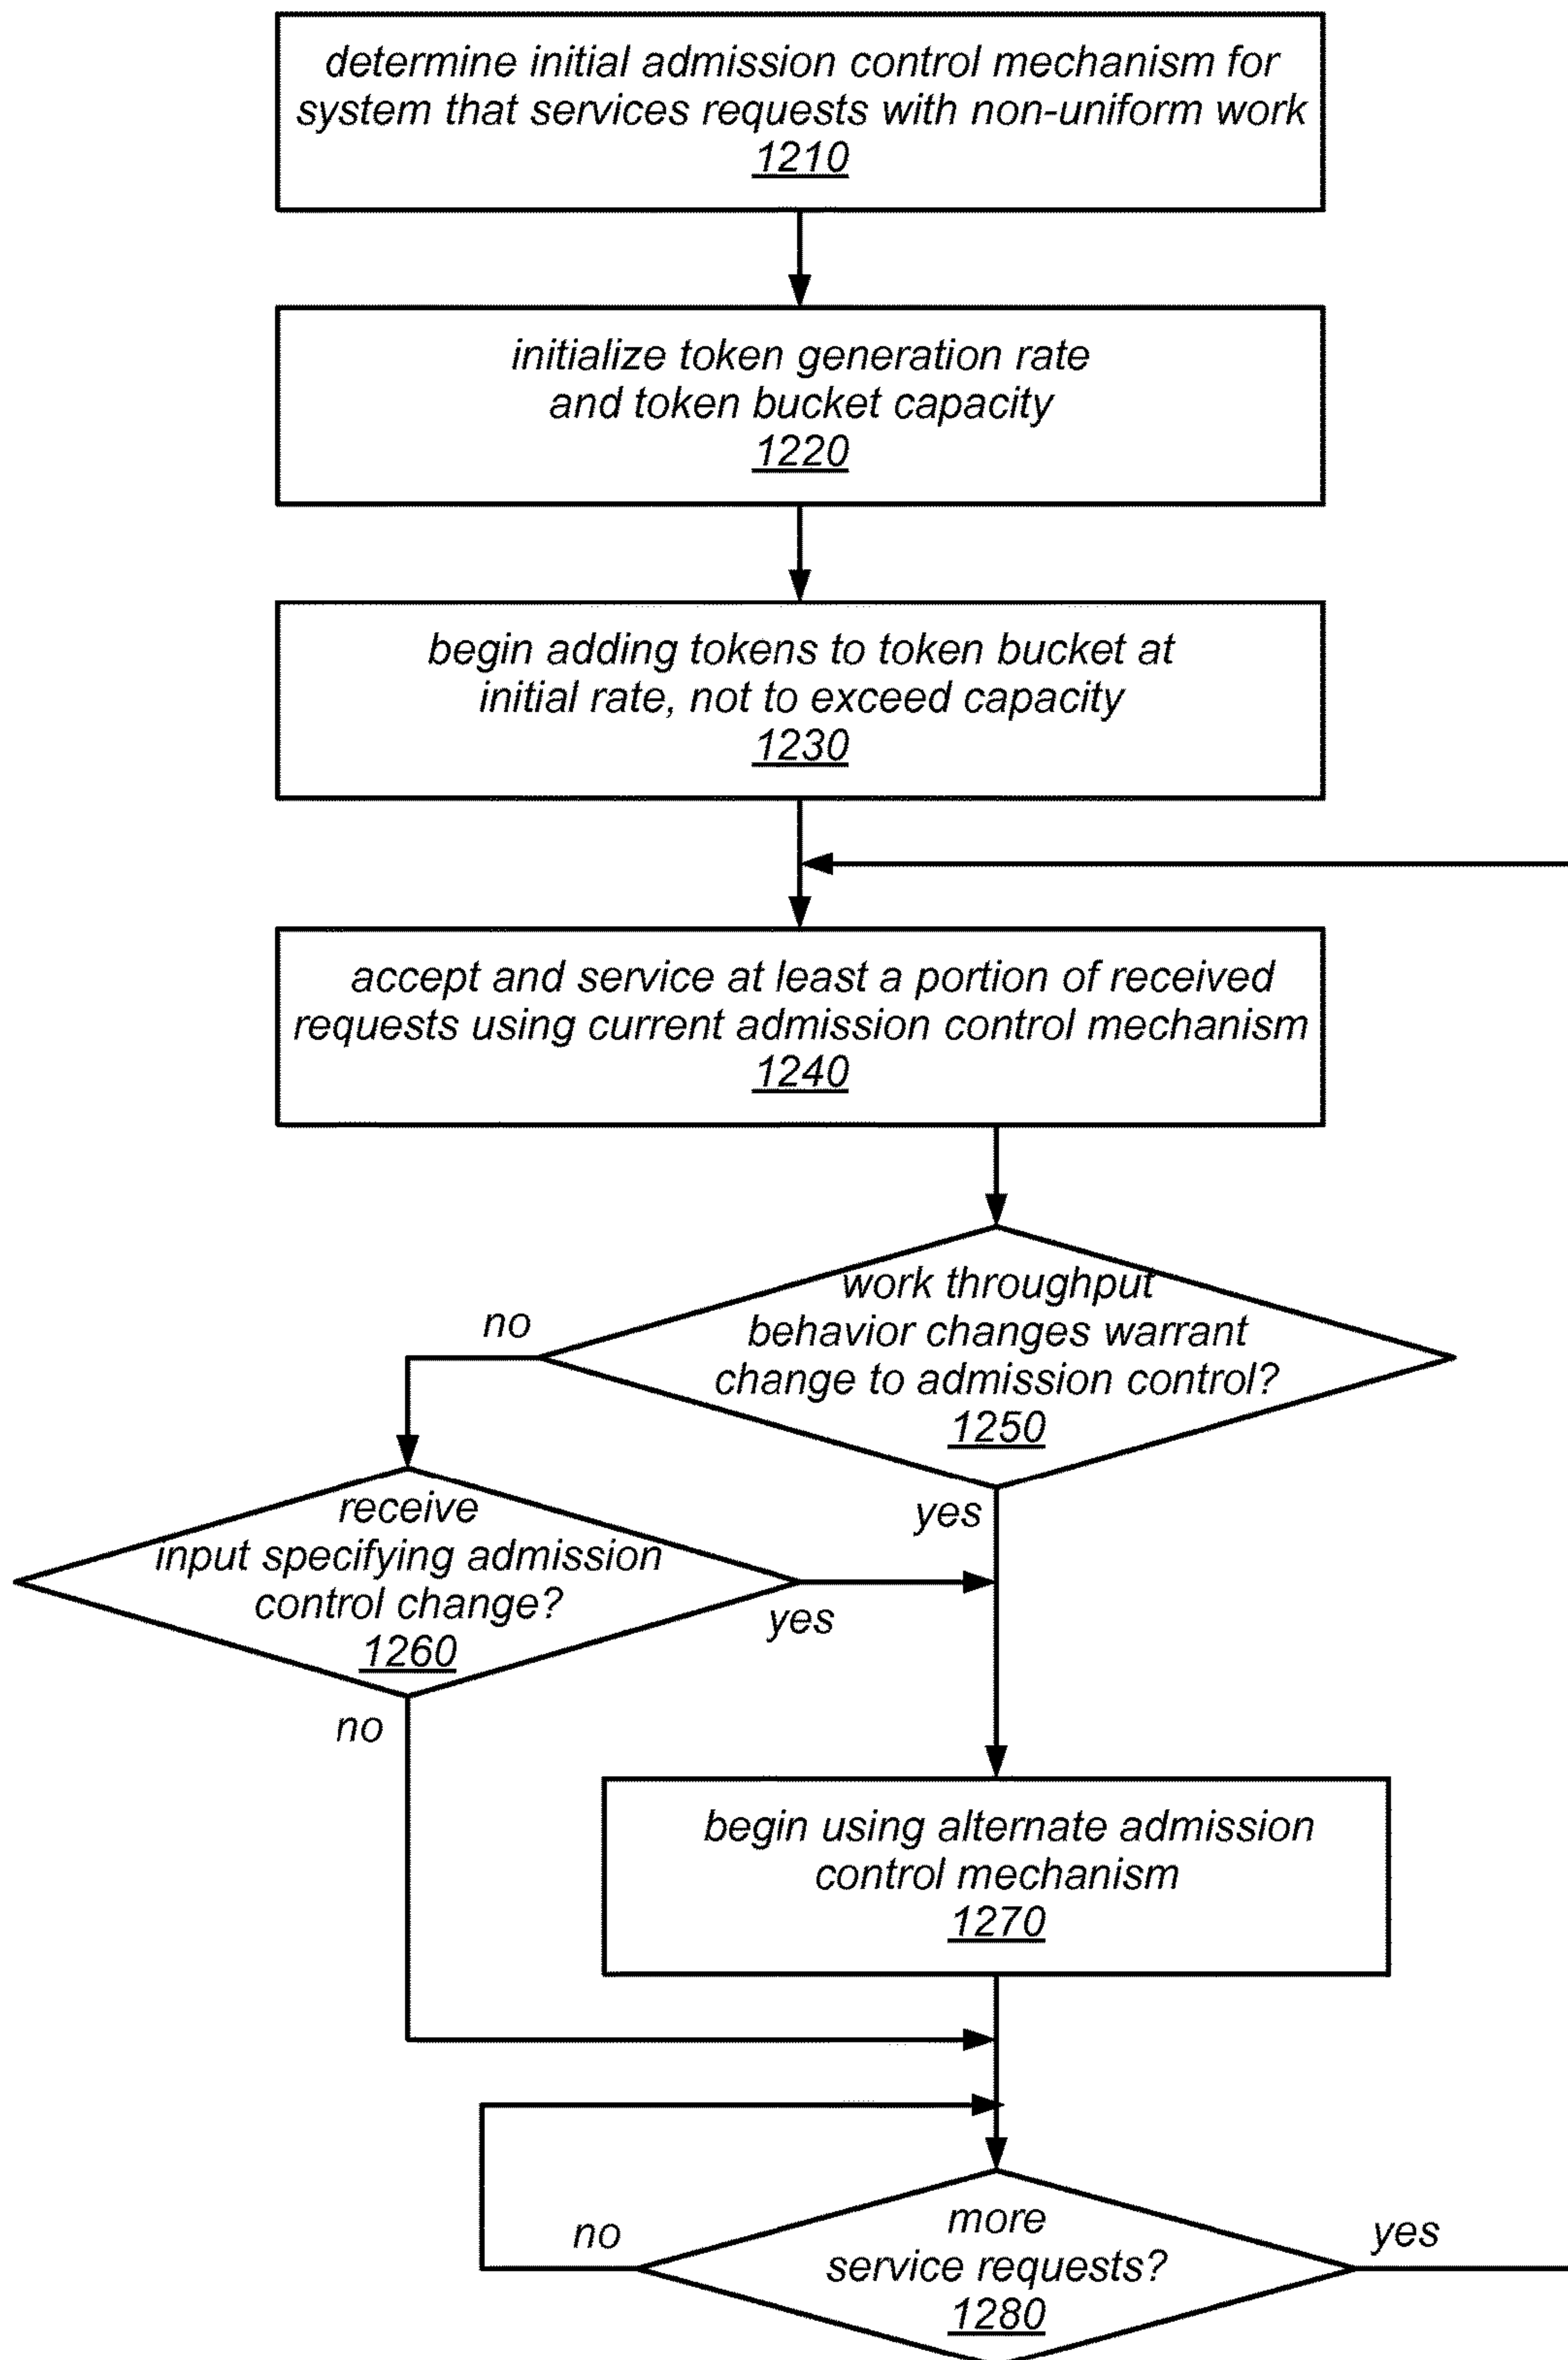 determine initial admission control mechanism for
system that services requests with non-uniform work
1210
initialize token generation rate
and token bucket capacity
1220
begin adding tokens to token bucket at
initial rate, not to exceed capacity
1230
accept and service at least a portion of received
requests using current admission control mechanism
1240
work throughput
behavior changes warrant
change to admission control?
1250
no
yes
receive
input specifying admission
control change?
1260
yes
no
begin using alternate admission
control mechanism
1270
more
service requests?
1280
no
yes